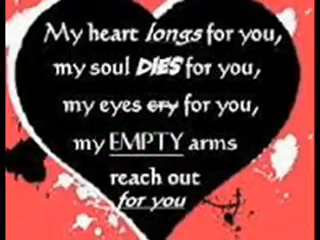 My heart longs for you,
my soul DIES for you,
my eyes cry for you,
my EMPTY arms
reach out
for you